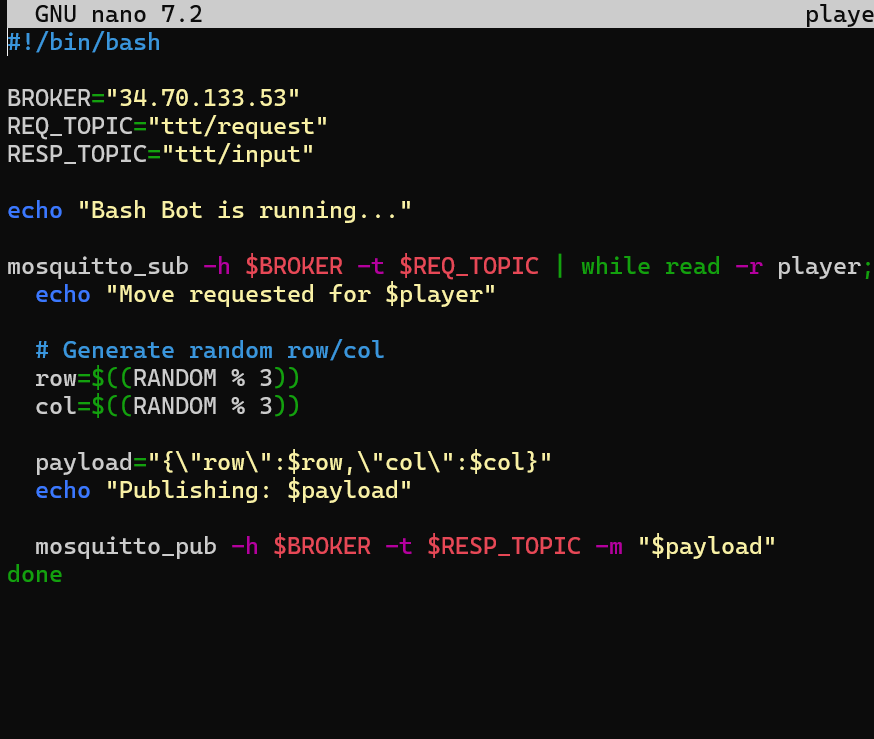 GNU nano 7.2 playe
#!/bin/bash
BROKER="34.70.133.53"
REQ_TOPIC="ttt/request"
RESP_TOPIC="ttt/input"
echo "Bash Bot is running..."
mosquitto_sub -h $BROKER -t $REQ_TOPIC | while read -r player;
  echo "Move requested for $player"
  # Generate random row/col
  row=$((RANDOM % 3))
  col=$((RANDOM % 3))
  payload="{\"row\":$row,\"col\":$col}"
  echo "Publishing: $payload"
  mosquitto_pub -h $BROKER -t $RESP_TOPIC -m "$payload"
done